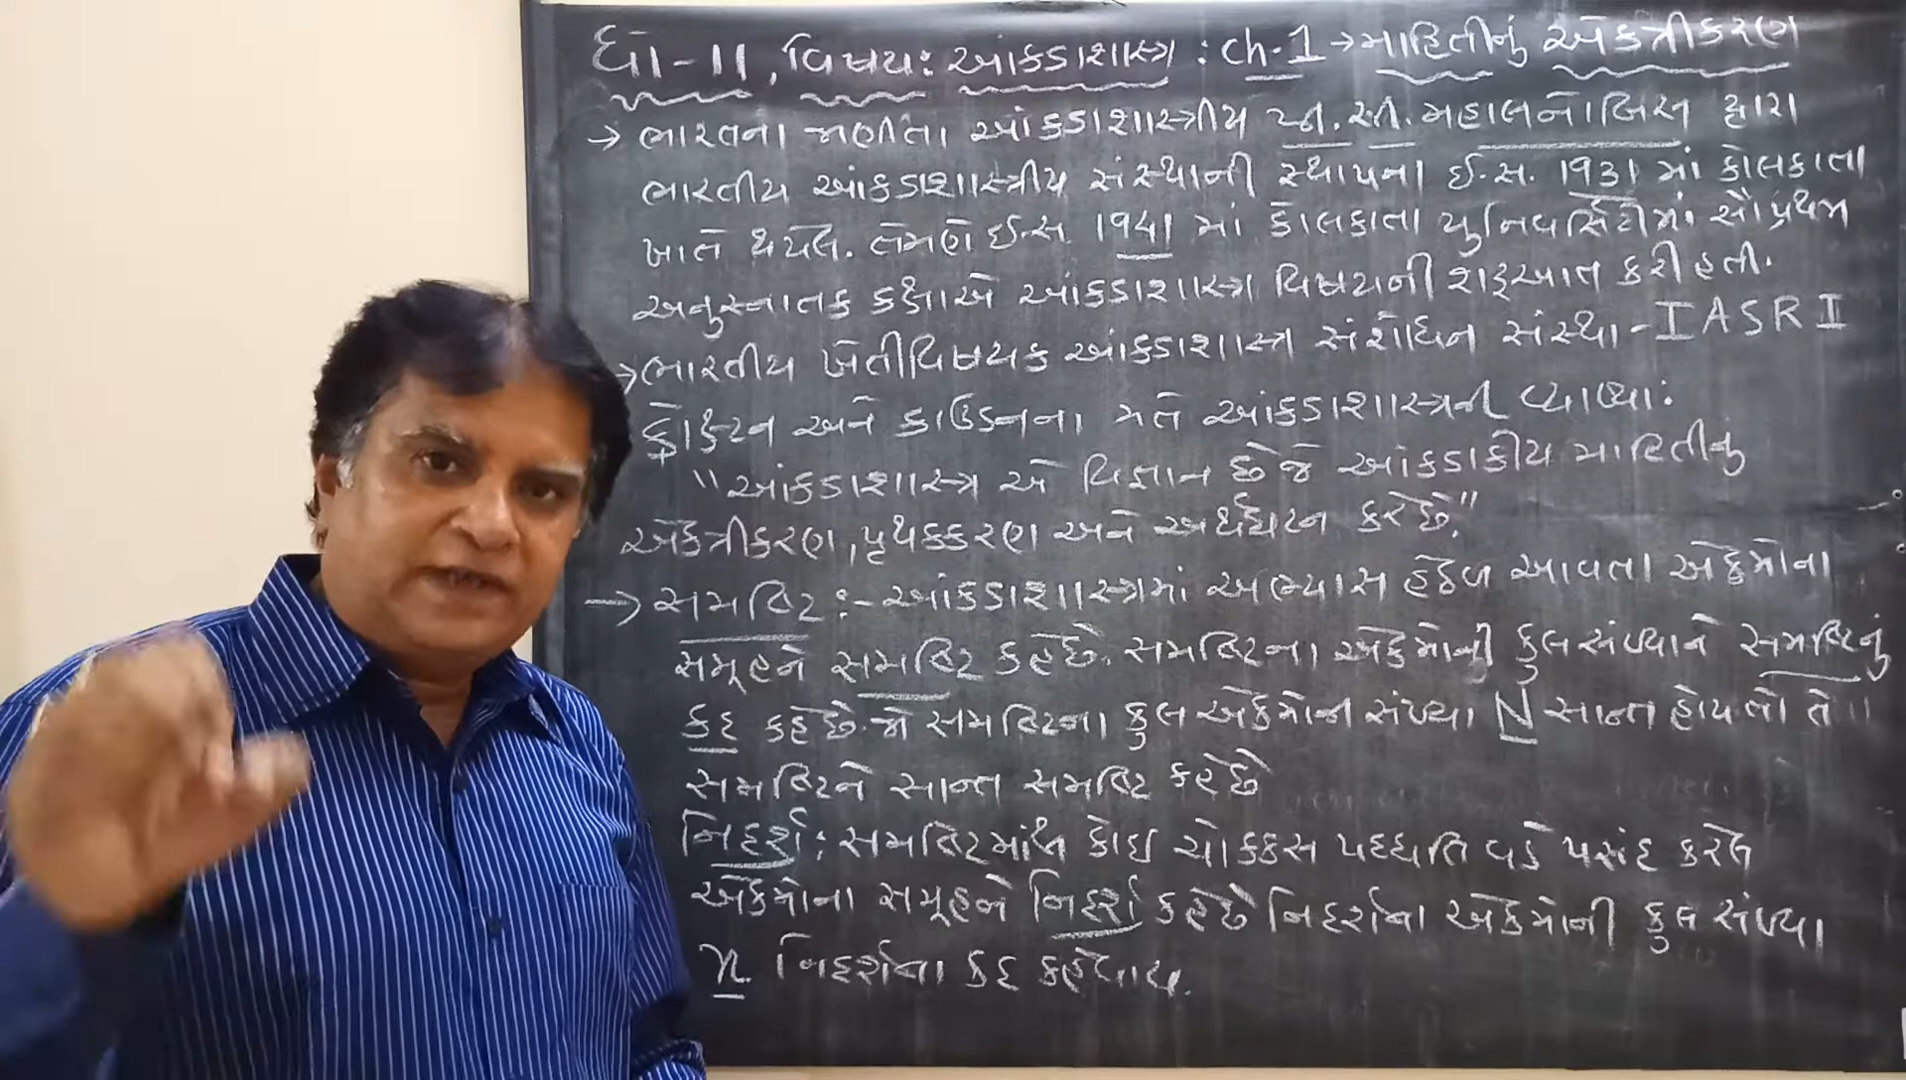 ધો-11, વિષય: આંકડાશાસ્ત્ર : ch-1 → માહિતીનું એકત્રીકરણ
→ ભારતના જાણીતા આંકડાશાસ્ત્રીય પી. સી. મહાલનોબિસ દ્વારા
ભારતીય આંકડાશાસ્ત્રીય સંસ્થાની સ્થાપના ઈ.સ. 1931 માં કોલકાતા
ખાતે થયેલ. તેમણે ઈ.સ. 1941 માં કોલકાતા યુનિવર્સિટીમાં સૌપ્રથમ
અનુસ્નાતક કક્ષાએ આંકડાશાસ્ત્ર વિષયની શરૂઆત કરી હતી.
→ ભારતીય ખેતીવિષયક આંકડાશાસ્ત્ર સંશોધન સંસ્થા - IASRI
ક્રોક્ષ્ટન અને કાઉડનના મતે આંકડાશાસ્ત્રની વ્યાખ્યા:
"આંકડાશાસ્ત્ર એ વિજ્ઞાન છે જે આંકડાકીય માહિતીનું
એકત્રીકરણ, પૃથક્કરણ અને અર્થઘટન કરે છે."
→ સમષ્ટિ :- આંકડાશાસ્ત્રમાં અભ્યાસ હેઠળ આવતા એકમોના
સમૂહને સમષ્ટિ કહે છે. સમષ્ટિના એકમોની કુલ સંખ્યાને સમષ્ટિનું
કદ કહે છે. જો સમષ્ટિના કુલ એકમોની સંખ્યા N સાન્ત હોય તો તે
સમષ્ટિને સાન્ત સમષ્ટિ કહે છે
નિદર્શ: સમષ્ટિમાંથી કોઇ ચોક્કસ પધ્ધતિ વડે પસંદ કરેલ
એકમોના સમૂહને નિદર્શ કહે છે નિદર્શના એકમોની કુલ સંખ્યા
n નિદર્શના કદ કહેવાય.